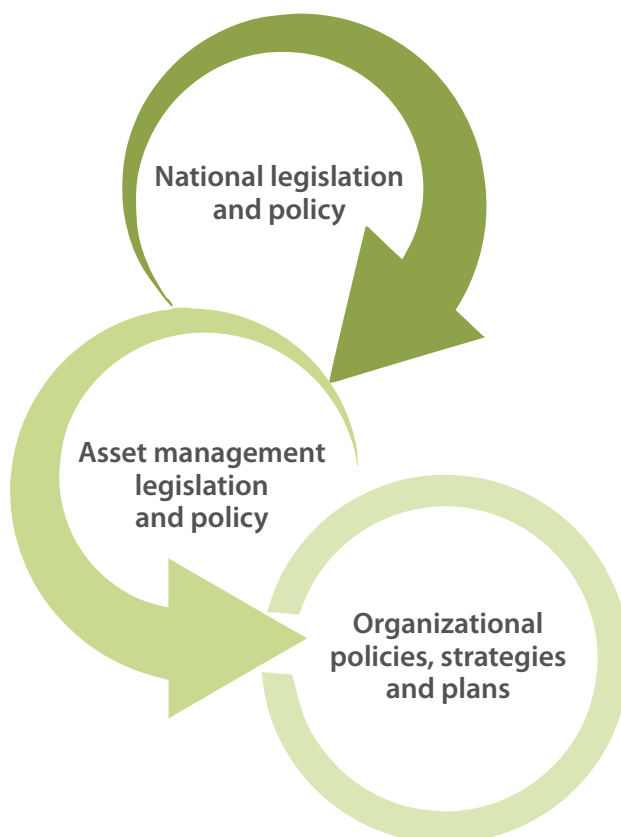 National legislation
and policy
Asset management
legislation
and policy
Organizational
policies, strategies
and plans